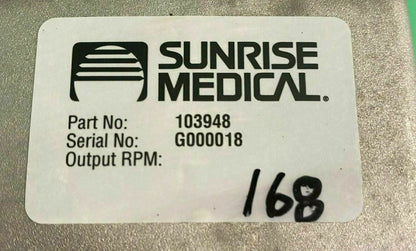 SUNRISE
MEDICAL.
Part No: 103948
Serial No: G000018
Output RPM:
168